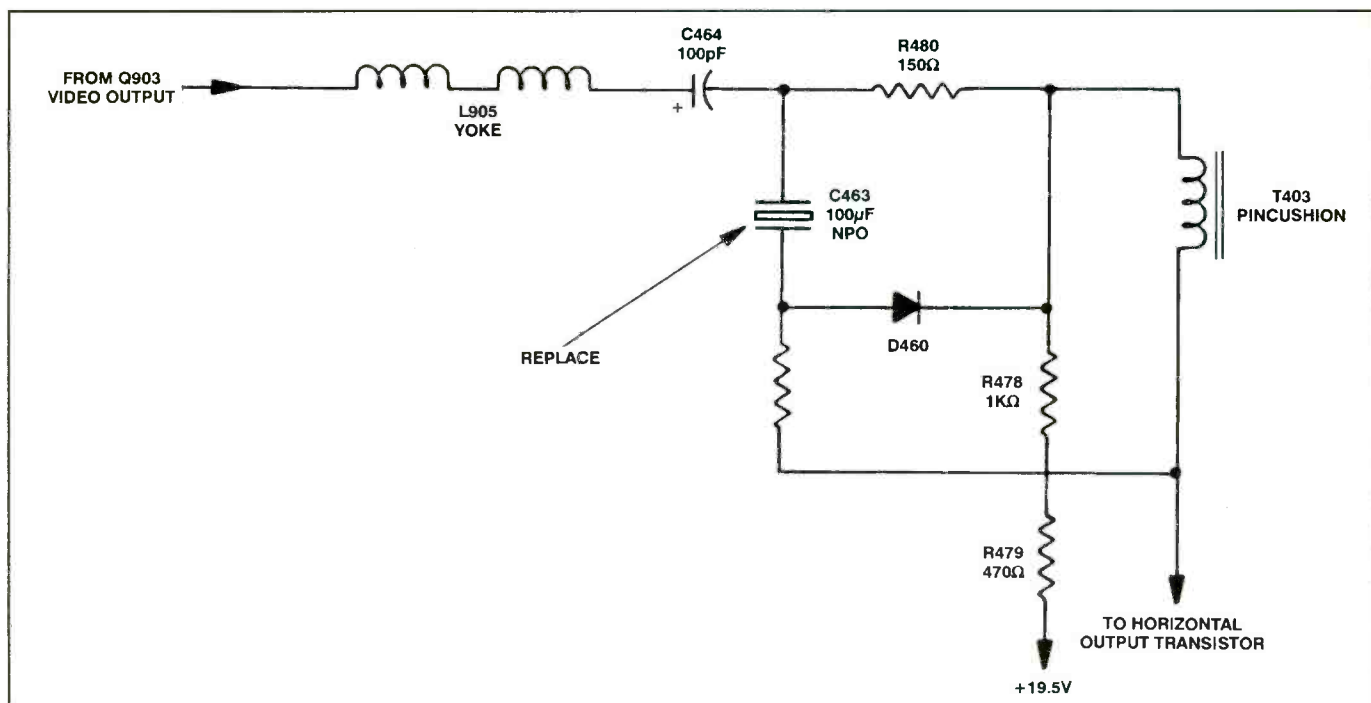 FROM Q903
VIDEO OUTPUT
L905
YOKE
C464
100pF
+
R480
150Ω
C463
100µF
NPO
T403
PINCUSHION
REPLACE
D460
R478
1KΩ
R479
470Ω
TO HORIZONTAL
OUTPUT TRANSISTOR
+19.5V